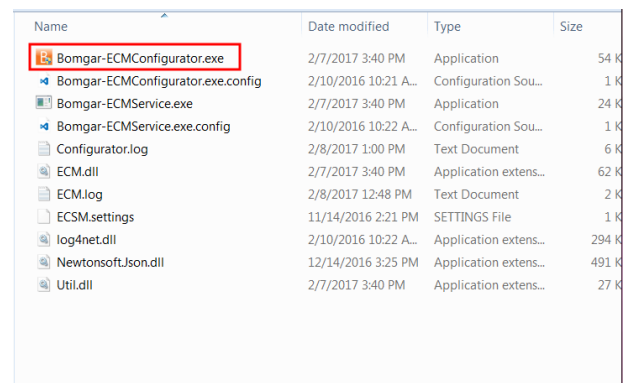 Name Date modified Type Size
Bomgar-ECMConfigurator.exe 2/7/2017 3:40 PM Application 54 K
Bomgar-ECMConfigurator.exe.config 2/10/2016 10:21 A... Configuration Sou... 1 K
Bomgar-ECMService.exe 2/7/2017 3:40 PM Application 24 K
Bomgar-ECMService.exe.config 2/10/2016 10:22 A... Configuration Sou... 1 K
Configurator.log 2/8/2017 1:00 PM Text Document 6 K
ECM.dll 2/7/2017 3:40 PM Application extens... 62 K
ECM.log 2/8/2017 12:48 PM Text Document 2 K
ECSM.settings 11/14/2016 2:21 PM SETTINGS File 1 K
log4net.dll 2/10/2016 10:22 A... Application extens... 294 K
Newtonsoft.Json.dll 12/14/2016 3:25 PM Application extens... 491 K
Util.dll 2/7/2017 3:40 PM Application extens... 27 K